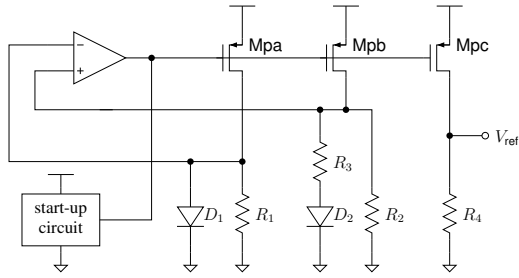 Mpa
Mpb
Mpc
−
+
V_ref
R_3
start-up
circuit
D_1
R_1
D_2
R_2
R_4